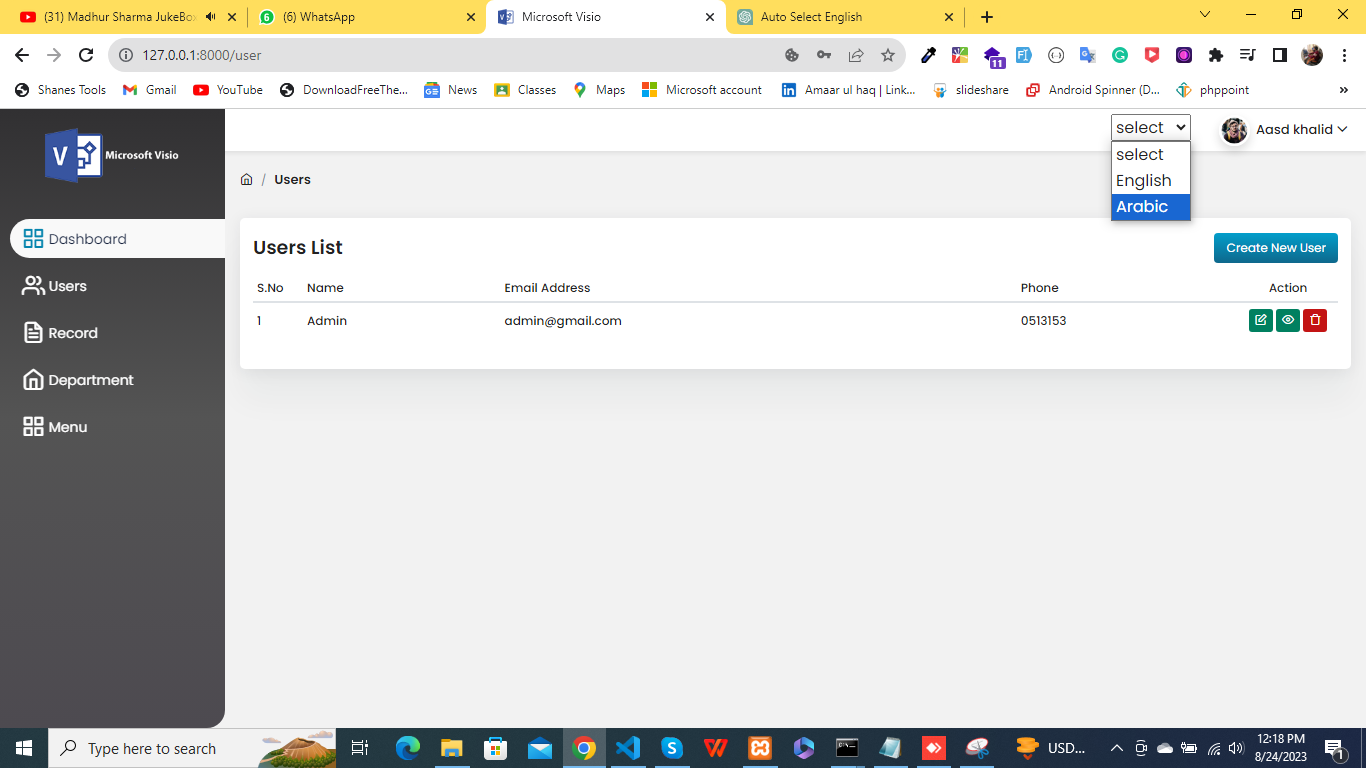 (31) Madhur Sharma JukeBox
(6) WhatsApp
Microsoft Visio
Auto Select English
127.0.0.1:8000/user
11
Shanes Tools
Gmail
YouTube
DownloadFreeThe...
News
Classes
Maps
Microsoft account
Amaar ul haq | Link...
slideshare
Android Spinner (D...
phppoint
»
V Microsoft Visio
select
Aasd khalid
select
English
Arabic
/ Users
Dashboard
Users
Record
Department
Menu
Users List
Create New User
S.No Name Email Address Phone Action
1 Admin admin@gmail.com 0513153
Type here to search
USD...
12:18 PM
8/24/2023
1